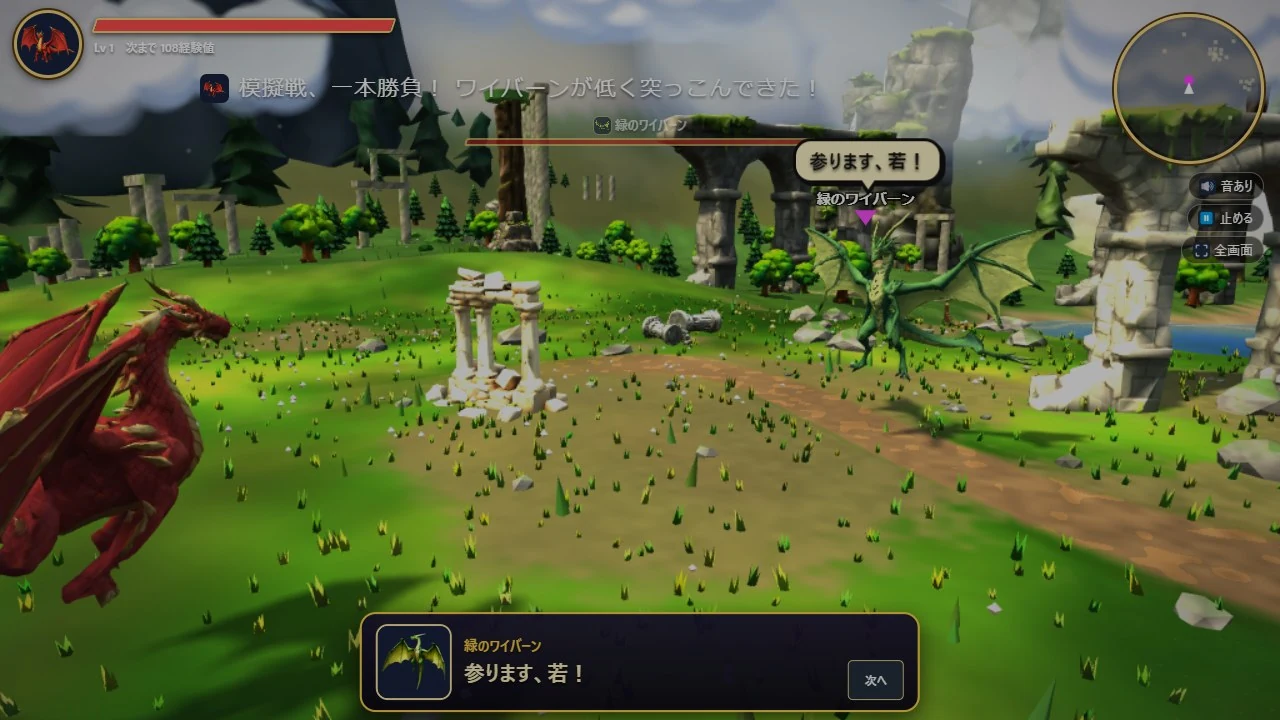 Lv 1 次まで 108経験値
模擬戦、一本勝負！ ワイバーンが低く突っこんできた！
緑のワイバーン
参ります、若！
緑のワイバーン
音あり
止める
全画面
緑のワイバーン
参ります、若！
次へ